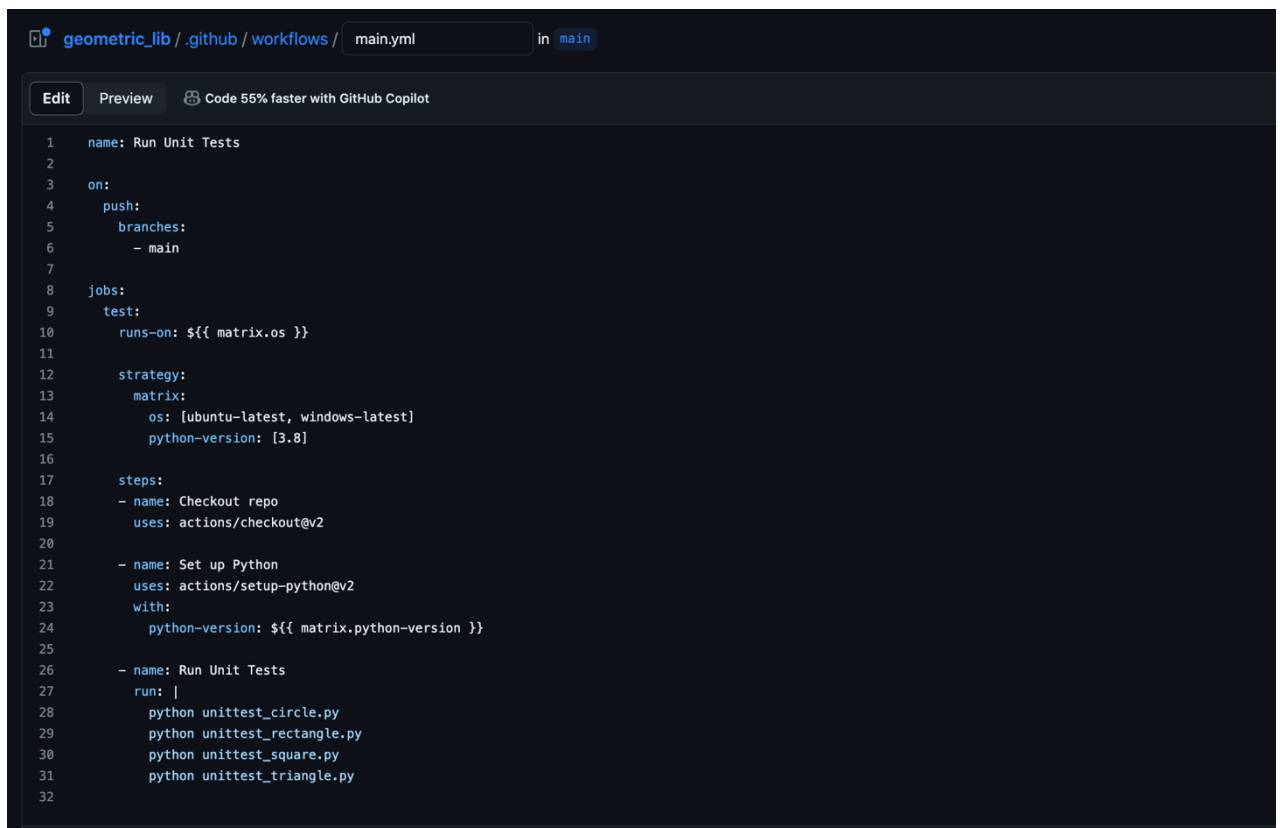 geometric_lib / .github / workflows / main.yml in main
Edit Preview Code 55% faster with GitHub Copilot
1 name: Run Unit Tests
2
3 on:
4   push:
5     branches:
6       - main
7
8 jobs:
9   test:
10     runs-on: ${{ matrix.os }}
11
12     strategy:
13       matrix:
14         os: [ubuntu-latest, windows-latest]
15         python-version: [3.8]
16
17     steps:
18     - name: Checkout repo
19       uses: actions/checkout@v2
20
21     - name: Set up Python
22       uses: actions/setup-python@v2
23       with:
24         python-version: ${{ matrix.python-version }}
25
26     - name: Run Unit Tests
27       run: |
28         python unittest_circle.py
29         python unittest_rectangle.py
30         python unittest_square.py
31         python unittest_triangle.py
32